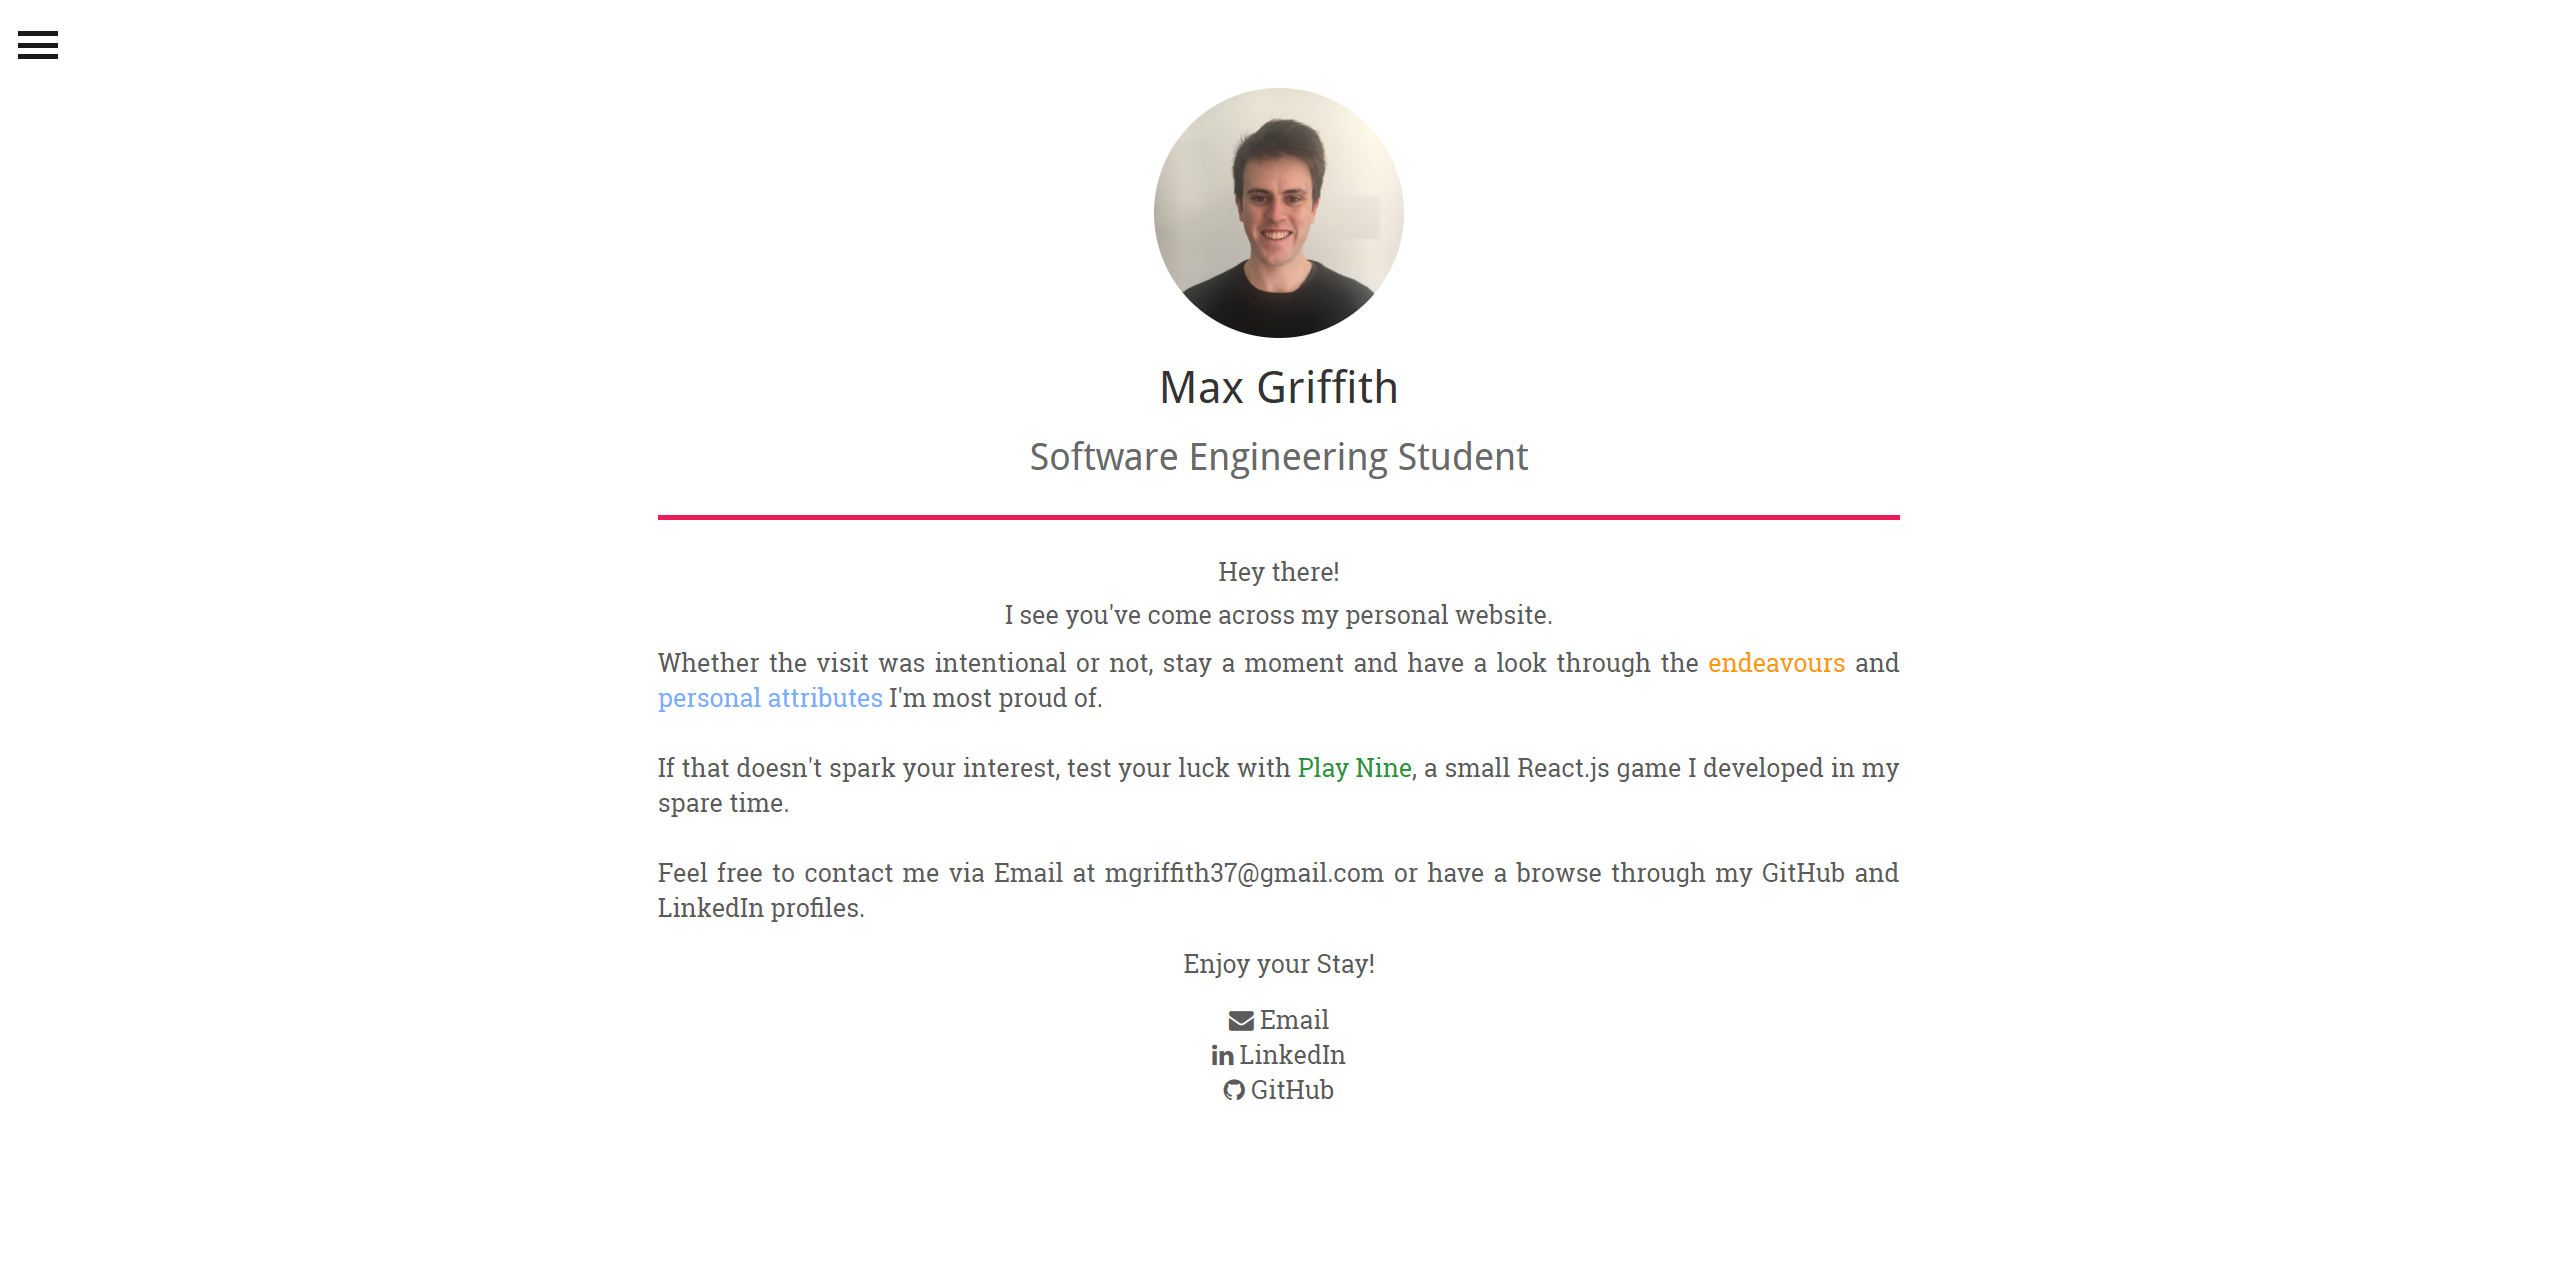 Max Griffith
Software Engineering Student
Hey there!
I see you've come across my personal website.
Whether the visit was intentional or not, stay a moment and have a look through the endeavours and
personal attributes I'm most proud of.
If that doesn't spark your interest, test your luck with Play Nine, a small React.js game I developed in my
spare time.
Feel free to contact me via Email at mgriffith37@gmail.com or have a browse through my GitHub and
LinkedIn profiles.
Enjoy your Stay!
Email
in LinkedIn
GitHub